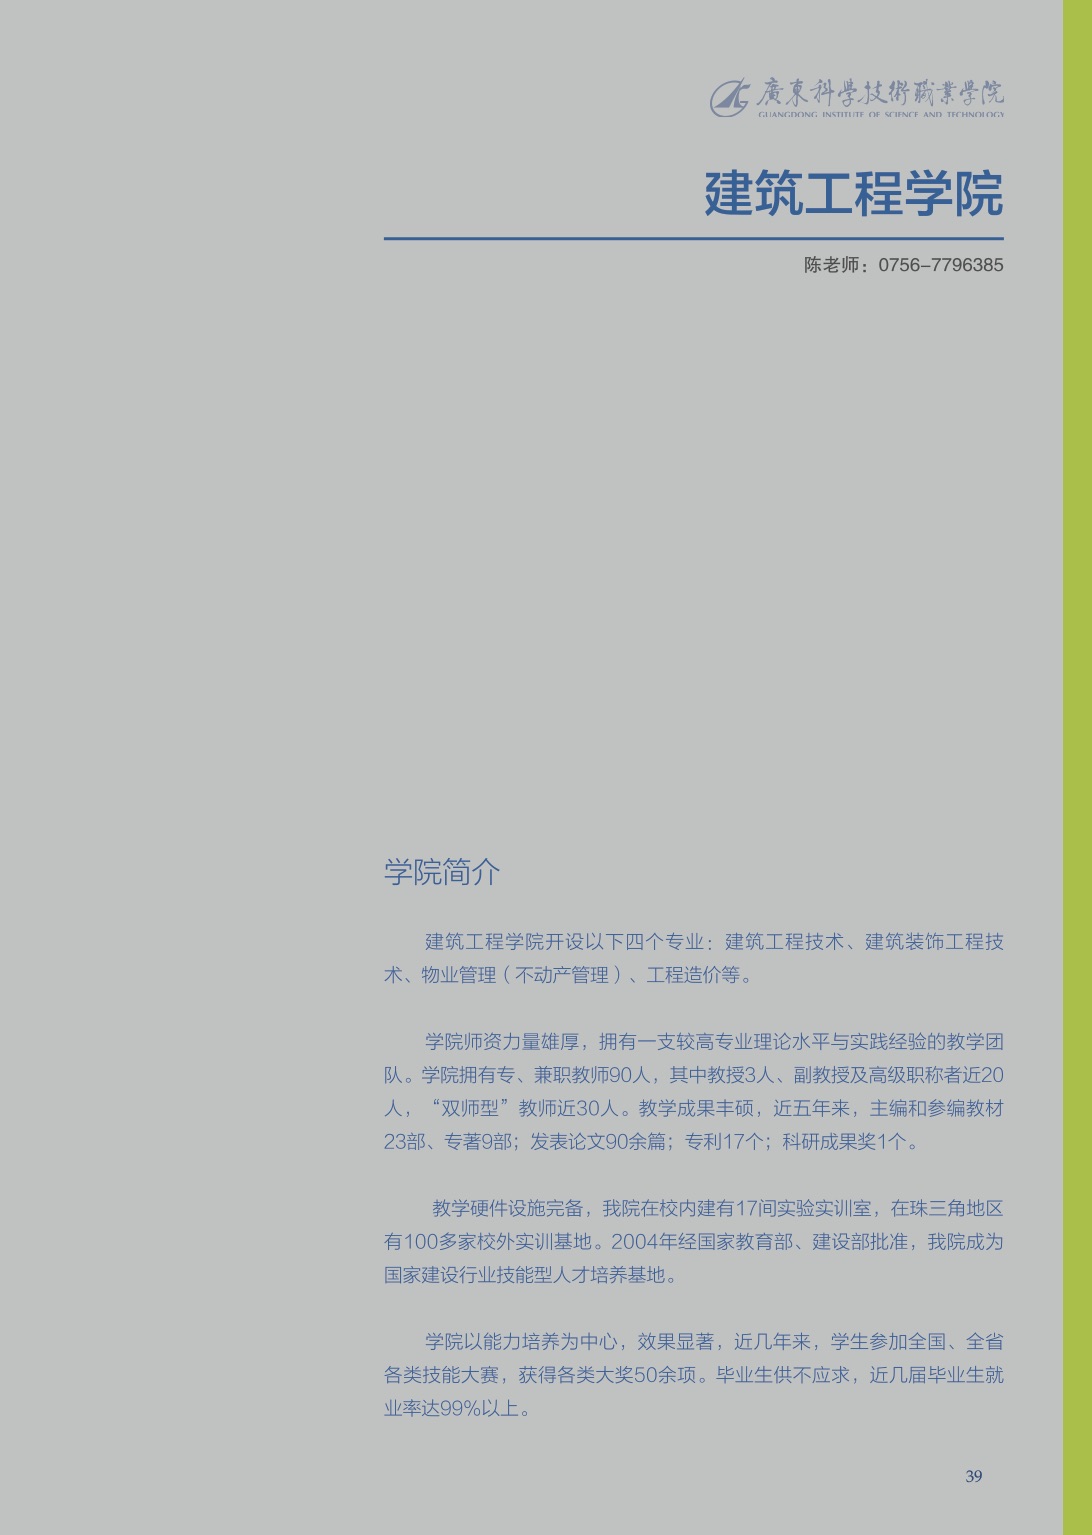 廣東科学技術職業學院
GUANGDONG INSTITUTE OF SCIENCE AND TECHNOLOGY
建筑工程学院
陈老师：0756-7796385
学院简介
建筑工程学院开设以下四个专业：建筑工程技术、建筑装饰工程技
术、物业管理（不动产管理）、工程造价等。
学院师资力量雄厚，拥有一支较高专业理论水平与实践经验的教学团
队。学院拥有专、兼职教师90人，其中教授3人、副教授及高级职称者近20
人，“双师型”教师近30人。教学成果丰硕，近五年来，主编和参编教材
23部、专著9部；发表论文90余篇；专利17个；科研成果奖1个。
教学硬件设施完备，我院在校内建有17间实验实训室，在珠三角地区
有100多家校外实训基地。2004年经国家教育部、建设部批准，我院成为
国家建设行业技能型人才培养基地。
学院以能力培养为中心，效果显著，近几年来，学生参加全国、全省
各类技能大赛，获得各类大奖50余项。毕业生供不应求，近几届毕业生就
业率达99%以上。
39